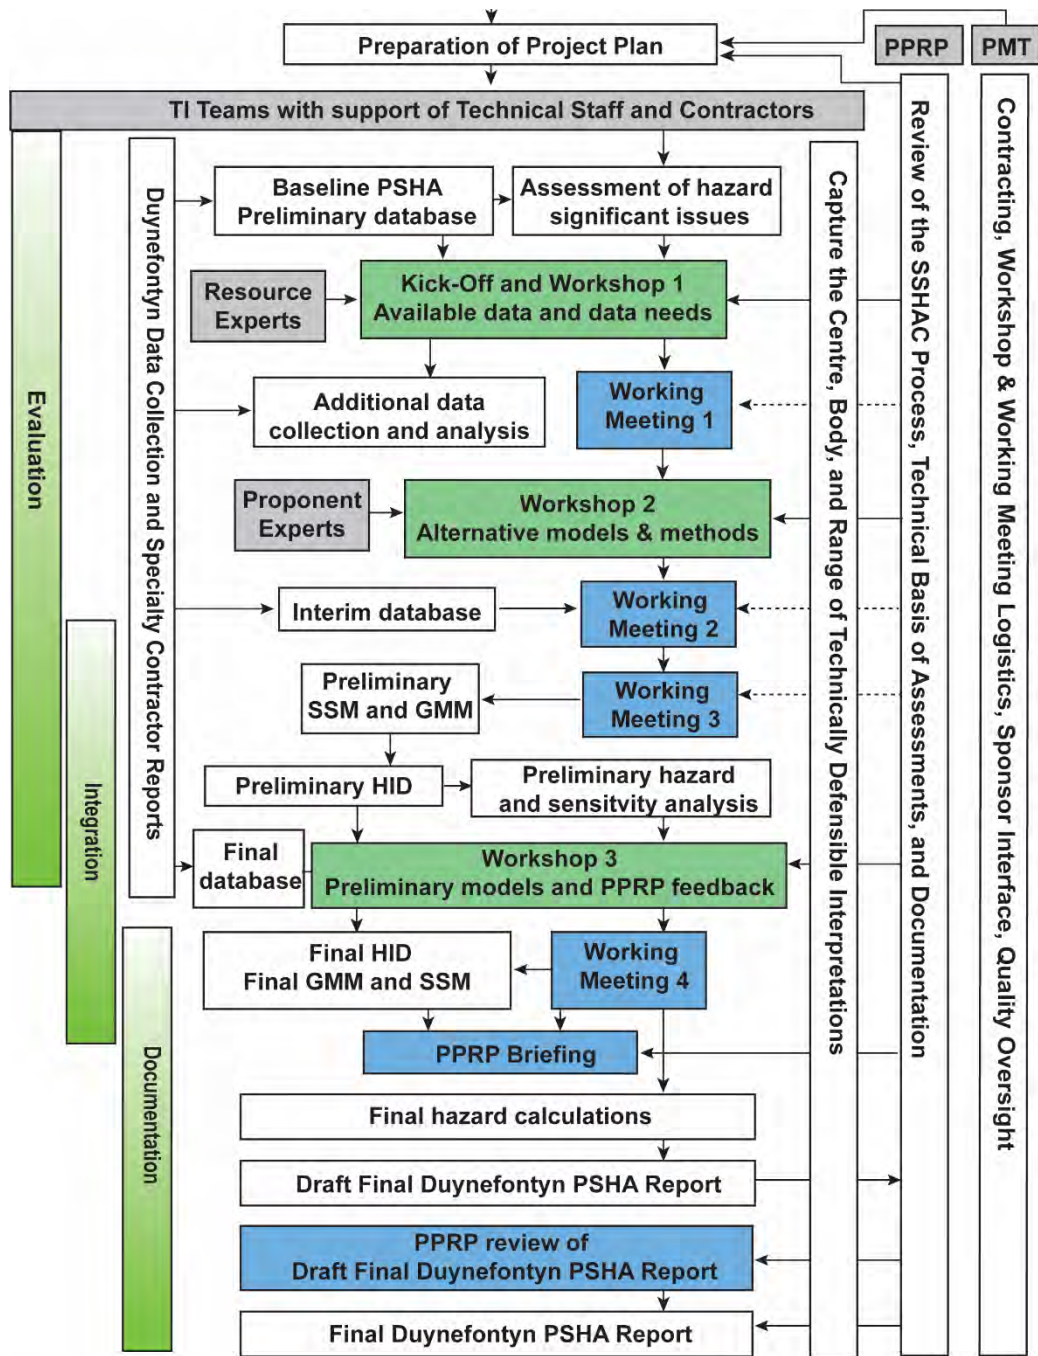 Preparation of Project Plan
PPRP
PMT
TI Teams with support of Technical Staff and Contractors
Evaluation
Integration
Documentation
Duynefontyn Data Collection and Specialty Contractor Reports
Baseline PSHA
Preliminary database
Assessment of hazard
significant issues
Resource
Experts
Kick-Off and Workshop 1
Available data and data needs
Additional data
collection and analysis
Working
Meeting 1
Proponent
Experts
Workshop 2
Alternative models & methods
Interim database
Working
Meeting 2
Preliminary
SSM and GMM
Working
Meeting 3
Preliminary HID
Preliminary hazard
and sensitvity analysis
Final
database
Workshop 3
Preliminary models and PPRP feedback
Final HID
Final GMM and SSM
Working
Meeting 4
PPRP Briefing
Final hazard calculations
Draft Final Duynefontyn PSHA Report
PPRP review of
Draft Final Duynefontyn PSHA Report
Final Duynefontyn PSHA Report
Capture the Centre, Body, and Range of Technically Defensible Interpretations
Review of the SSHAC Process, Technical Basis of Assessments, and Documentation
Contracting, Workshop & Working Meeting Logistics, Sponsor Interface, Quality Oversight